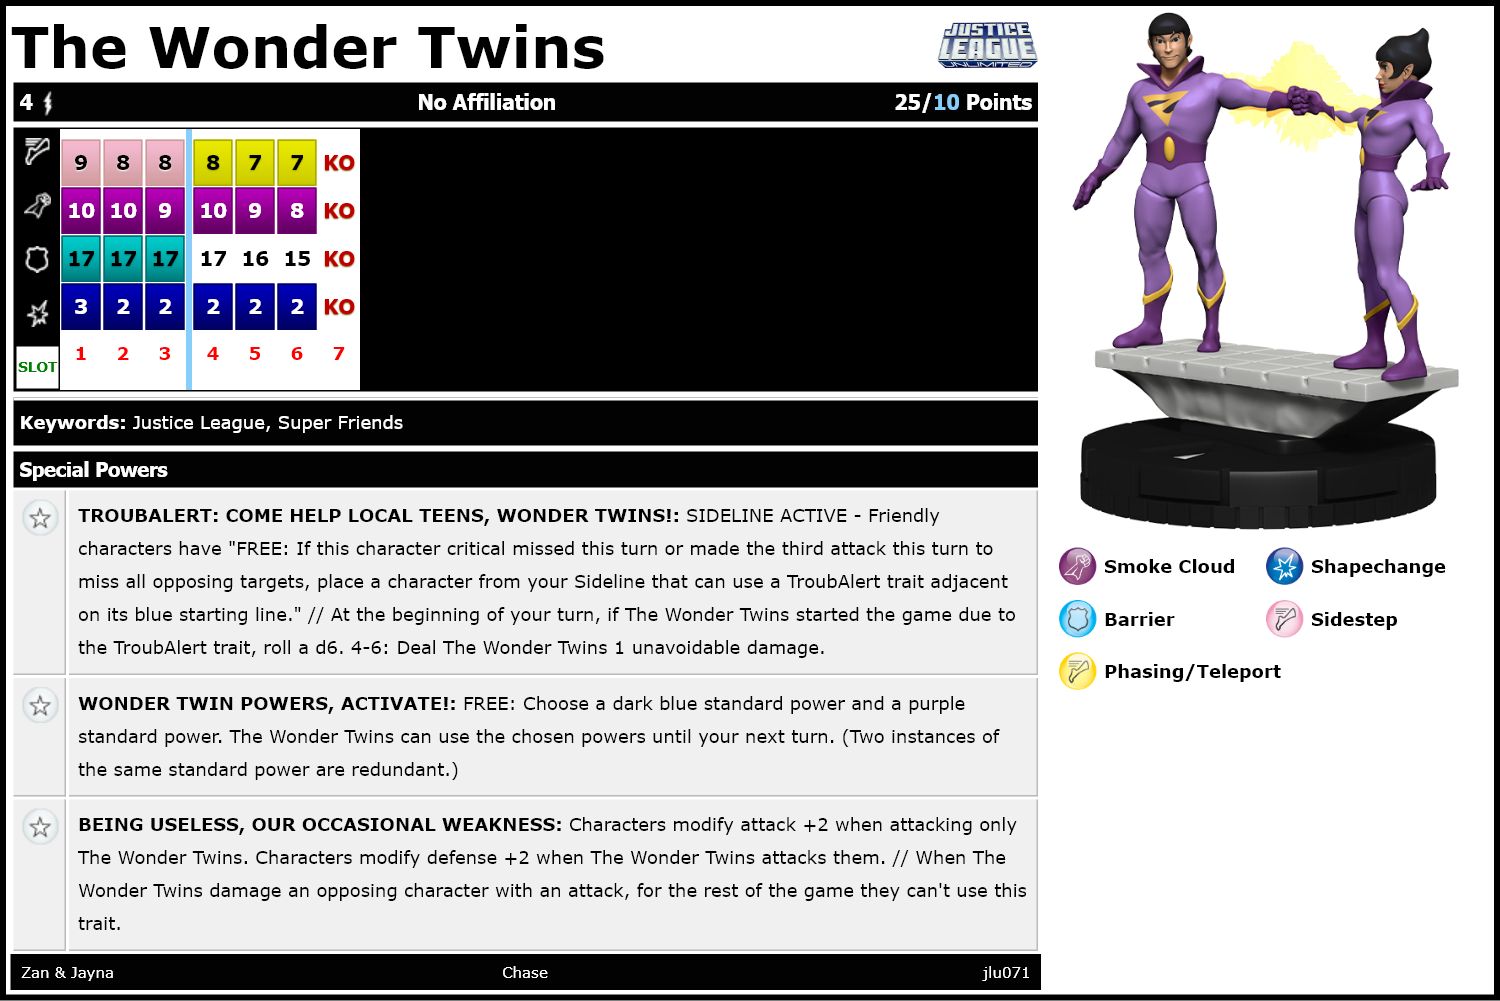 The Wonder Twins
JUSTICE
LEAGUE
UNLIMITED
4 No Affiliation 25/10 Points
9 8 8 8 7 7 KO
10 10 9 10 9 8 KO
17 17 17 17 16 15 KO
3 2 2 2 2 2 KO
SLOT 1 2 3 4 5 6 7
Keywords: Justice League, Super Friends
Special Powers
TROUBALERT: COME HELP LOCAL TEENS, WONDER TWINS!: SIDELINE ACTIVE - Friendly
characters have "FREE: If this character critical missed this turn or made the third attack this turn to
miss all opposing targets, place a character from your Sideline that can use a TroubAlert trait adjacent
on its blue starting line." // At the beginning of your turn, if The Wonder Twins started the game due to
the TroubAlert trait, roll a d6. 4-6: Deal The Wonder Twins 1 unavoidable damage.
WONDER TWIN POWERS, ACTIVATE!: FREE: Choose a dark blue standard power and a purple
standard power. The Wonder Twins can use the chosen powers until your next turn. (Two instances of
the same standard power are redundant.)
BEING USELESS, OUR OCCASIONAL WEAKNESS: Characters modify attack +2 when attacking only
The Wonder Twins. Characters modify defense +2 when The Wonder Twins attacks them. // When The
Wonder Twins damage an opposing character with an attack, for the rest of the game they can't use this
trait.
Zan & Jayna Chase jlu071
Smoke Cloud Shapechange
Barrier Sidestep
Phasing/Teleport